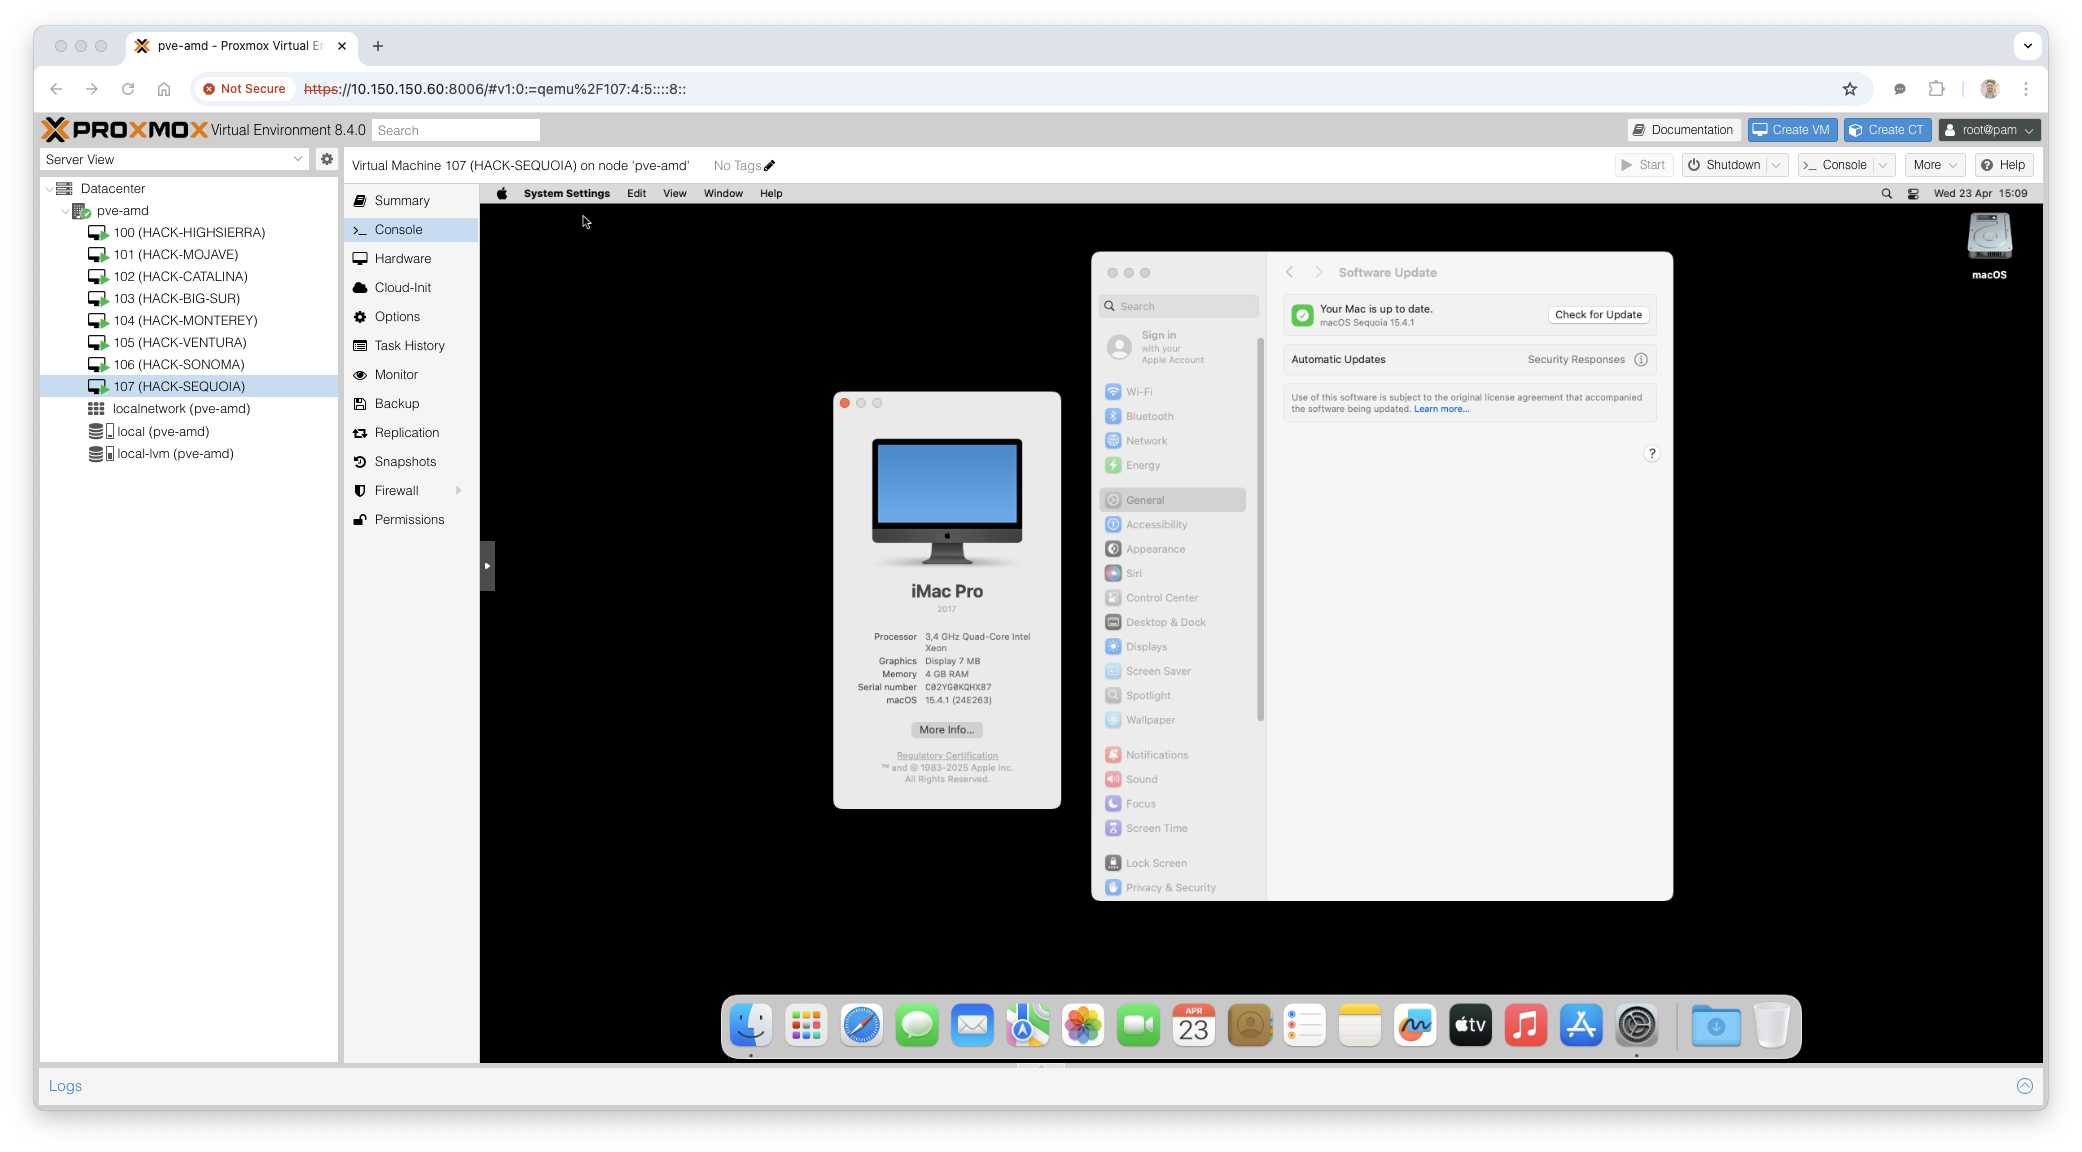 pve-amd - Proxmox Virtual Er
Not Secure
https://10.150.150.60:8006/#v1:0:=qemu%2F107:4:5::::8::
PROXMOX Virtual Environment 8.4.0
Search
Documentation
Create VM
Create CT
root@pam
Server View
Virtual Machine 107 (HACK-SEQUOIA) on node 'pve-amd'
No Tags
Start
Shutdown
Console
More
Help
Datacenter
pve-amd
100 (HACK-HIGHSIERRA)
101 (HACK-MOJAVE)
102 (HACK-CATALINA)
103 (HACK-BIG-SUR)
104 (HACK-MONTEREY)
105 (HACK-VENTURA)
106 (HACK-SONOMA)
107 (HACK-SEQUOIA)
localnetwork (pve-amd)
local (pve-amd)
local-lvm (pve-amd)
Summary
Console
Hardware
Cloud-Init
Options
Task History
Monitor
Backup
Replication
Snapshots
Firewall
Permissions
System Settings
Edit
View
Window
Help
Wed 23 Apr 15:09
macOS
iMac Pro
2017
Processor 3,4 GHz Quad-Core Intel
Xeon
Graphics Display 7 MB
Memory 4 GB RAM
Serial number C02YG0KQHX87
macOS 15.4.1 (24E263)
More Info...
Regulatory Certification
™ and © 1983-2025 Apple Inc.
All Rights Reserved.
Search
Sign in
with your
Apple Account
Wi-Fi
Bluetooth
Network
Energy
General
Accessibility
Appearance
Siri
Control Center
Desktop & Dock
Displays
Screen Saver
Spotlight
Wallpaper
Notifications
Sound
Focus
Screen Time
Lock Screen
Privacy & Security
Software Update
Your Mac is up to date.
macOS Sequoia 15.4.1
Check for Update
Automatic Updates
Security Responses
Use of this software is subject to the original license agreement that accompanied
the software being updated. Learn more...
?
APR
23
tv
Logs